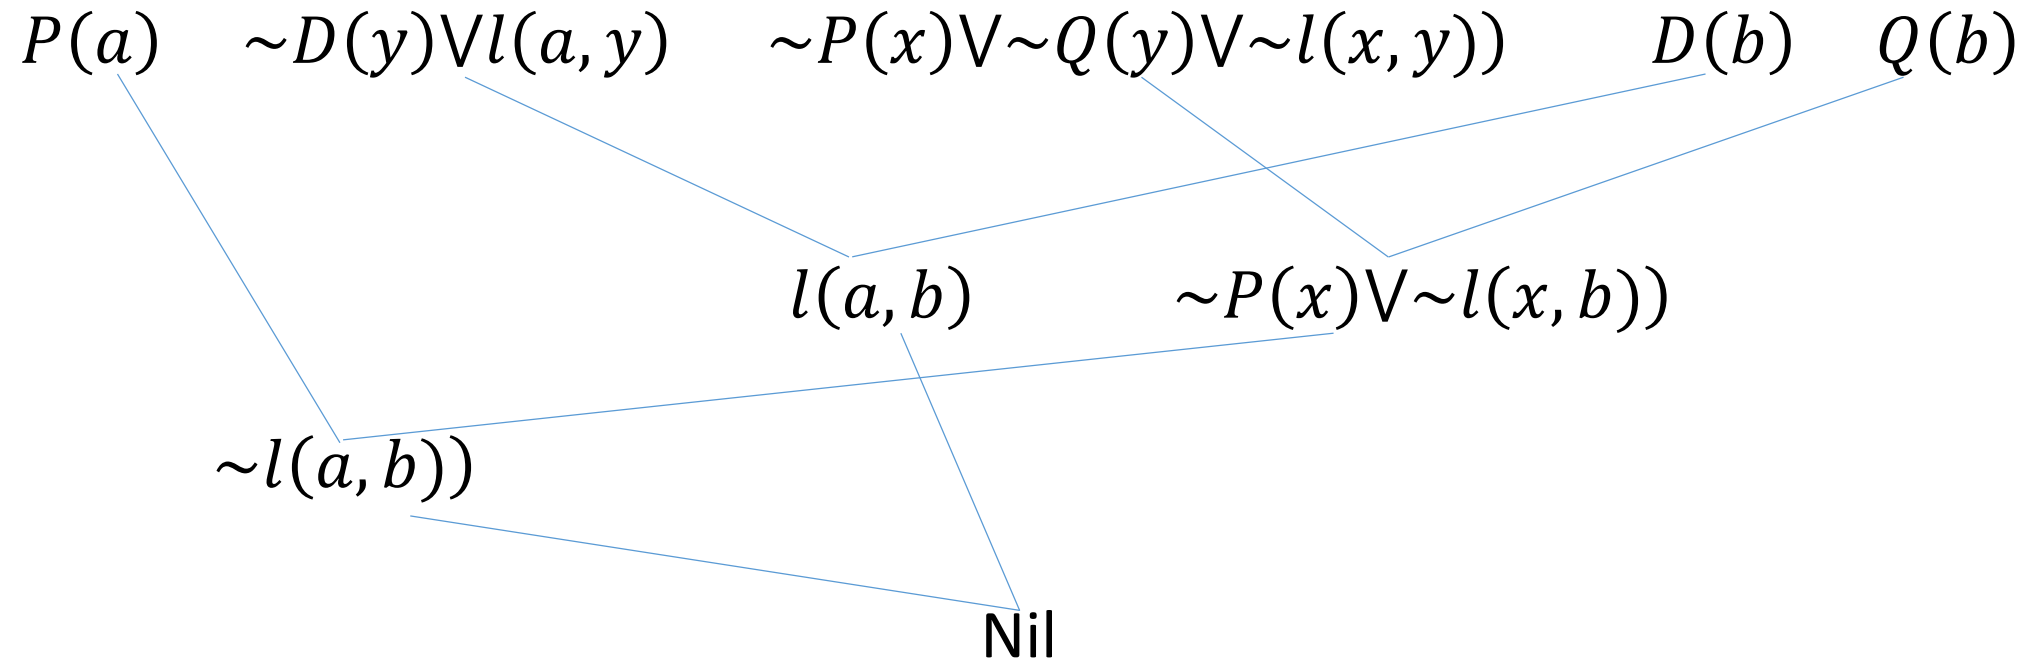 P(a) ~D(y)⋁l(a,y) ~P(x)⋁~Q(y)⋁~l(x,y)) D(b) Q(b)
l(a,b) ~P(x)⋁~l(x,b))
~l(a,b))
Nil